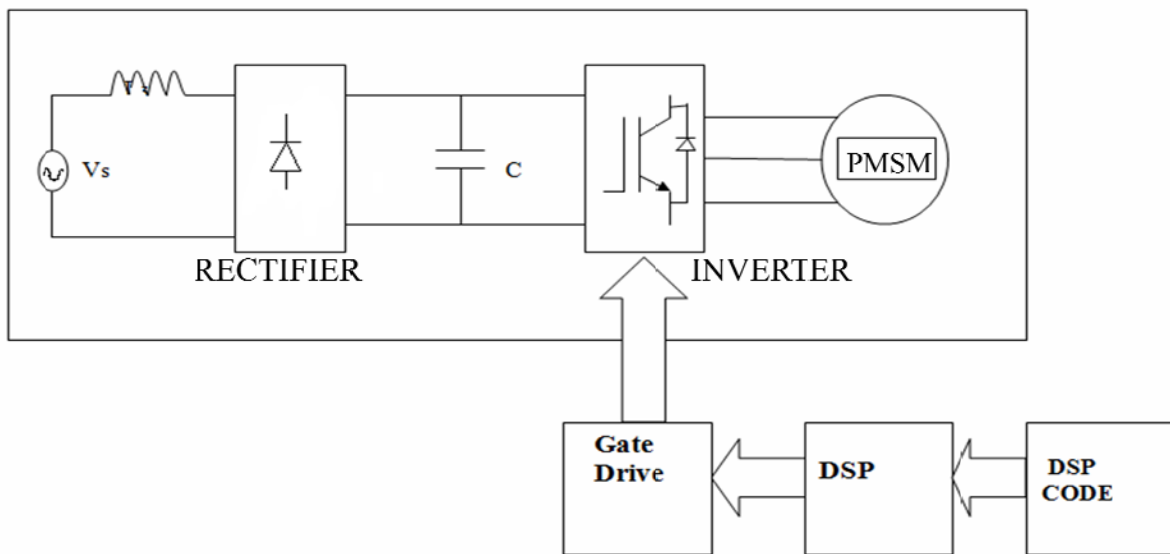 Vs
C
PMSM
RECTIFIER
INVERTER
Gate
Drive
DSP
DSP
CODE